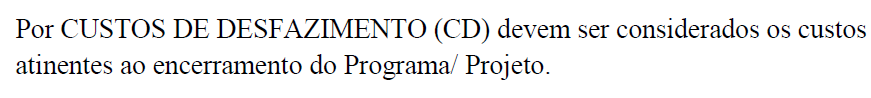 Por CUSTOS DE DESFAZIMENTO (CD) devem ser considerados os custos
atinentes ao encerramento do Programa/ Projeto.